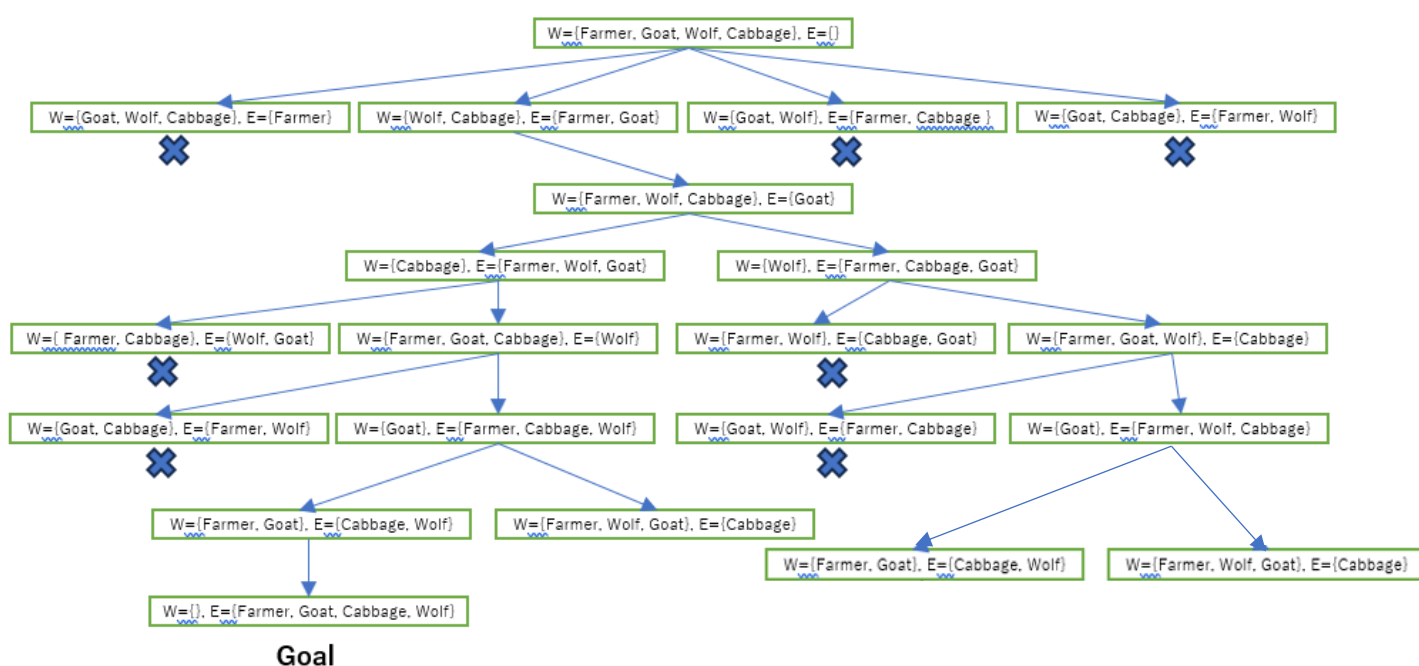 W={Farmer, Goat, Wolf, Cabbage}, E={}
W={Goat, Wolf, Cabbage}, E={Farmer}
W={Wolf, Cabbage}, E={Farmer, Goat}
W={Goat, Wolf}, E={Farmer, Cabbage }
W={Goat, Cabbage}, E={Farmer, Wolf}
W={Farmer, Wolf, Cabbage}, E={Goat}
W={Cabbage}, E={Farmer, Wolf, Goat}
W={Wolf}, E={Farmer, Cabbage, Goat}
W={ Farmer, Cabbage}, E={Wolf, Goat}
W={Farmer, Goat, Cabbage}, E={Wolf}
W={Farmer, Wolf}, E={Cabbage, Goat}
W={Farmer, Goat, Wolf}, E={Cabbage}
W={Goat, Cabbage}, E={Farmer, Wolf}
W={Goat}, E={Farmer, Cabbage, Wolf}
W={Goat, Wolf}, E={Farmer, Cabbage}
W={Goat}, E={Farmer, Wolf, Cabbage}
W={Farmer, Goat}, E={Cabbage, Wolf}
W={Farmer, Wolf, Goat}, E={Cabbage}
W={Farmer, Goat}, E={Cabbage, Wolf}
W={Farmer, Wolf, Goat}, E={Cabbage}
W={}, E={Farmer, Goat, Cabbage, Wolf}
Goal